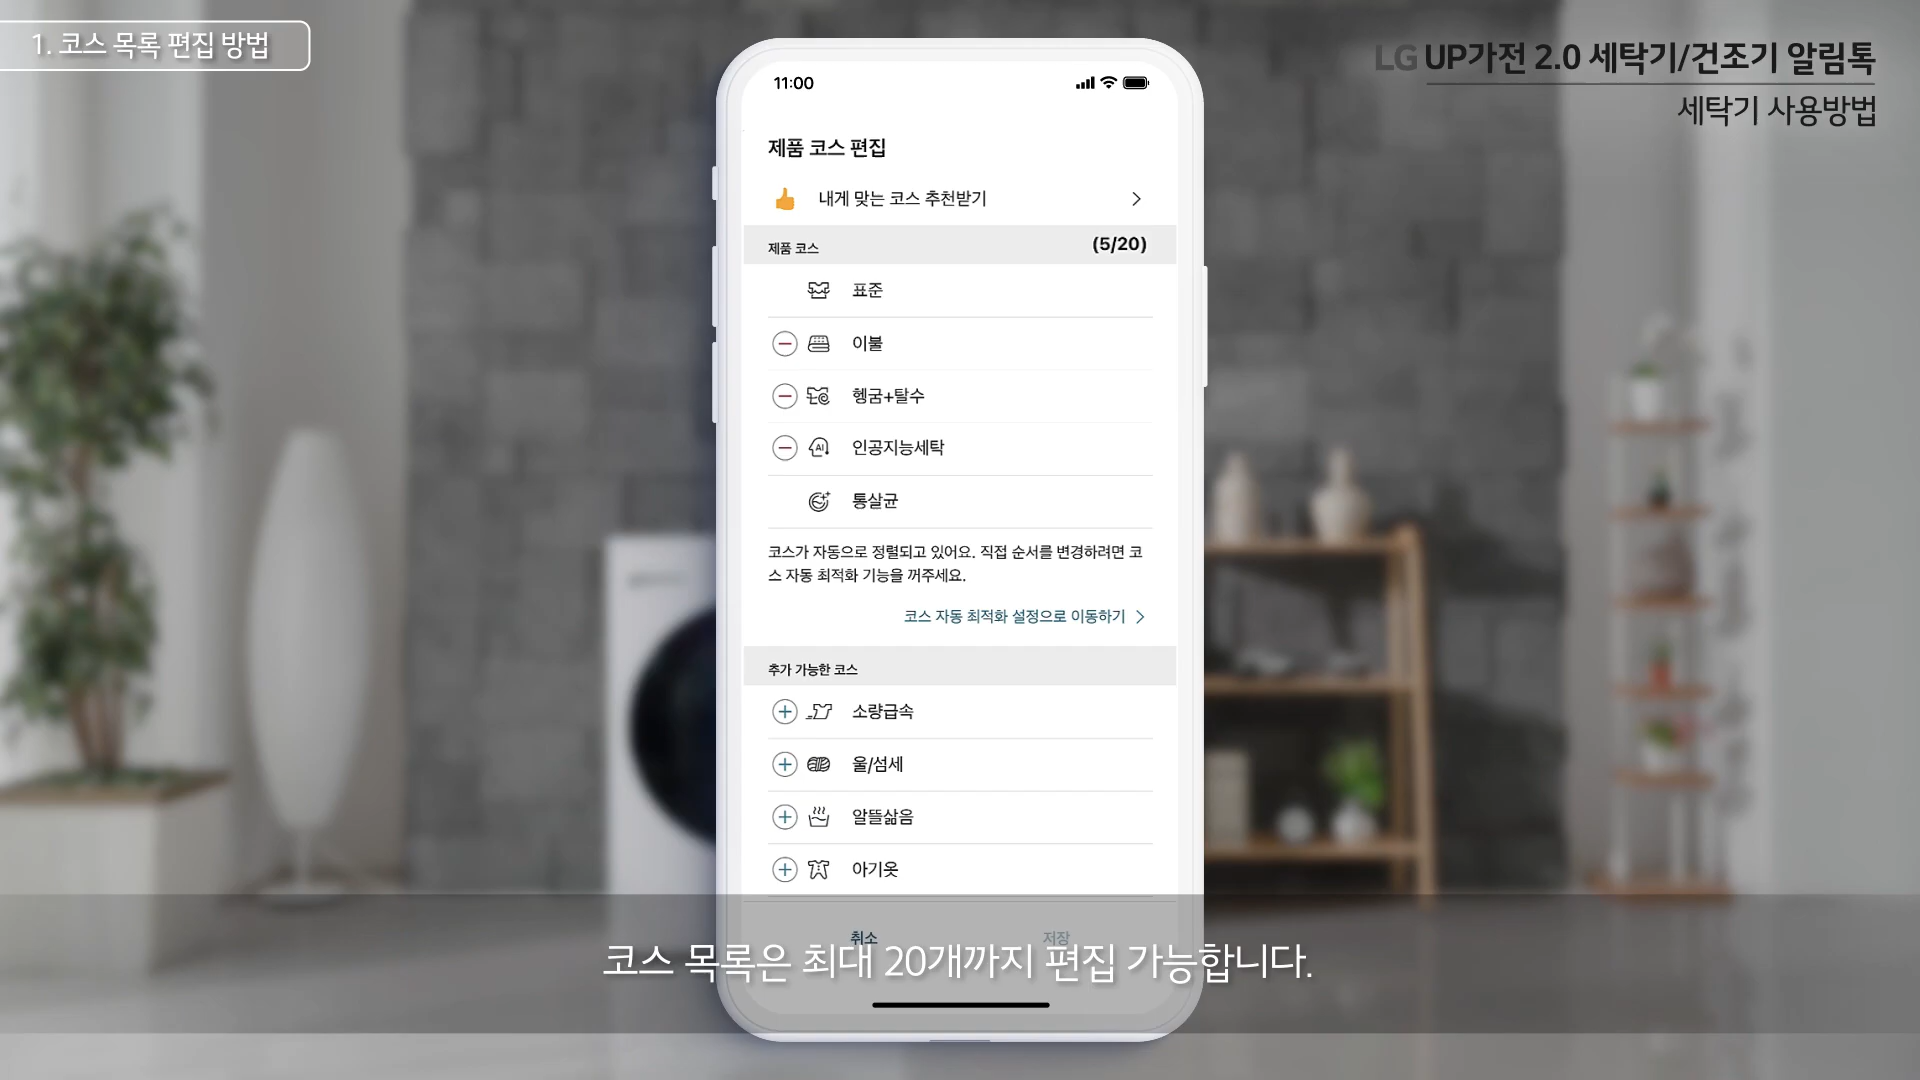 1. 코스 목록 편집 방법
LG UP가전 2.0 세탁기/건조기 알림톡
세탁기 사용방법
11:00
제품 코스 편집
내게 맞는 코스 추천받기
제품 코스 (5/20)
표준
이불
헹굼+탈수
AI 인공지능세탁
통살균
코스가 자동으로 정렬되고 있어요. 직접 순서를 변경하려면 코
스 자동 최적화 기능을 꺼주세요.
코스 자동 최적화 설정으로 이동하기
추가 가능한 코스
소량급속
울/섬세
알뜰삶음
아기옷
취소 저장
코스 목록은 최대 20개까지 편집 가능합니다.